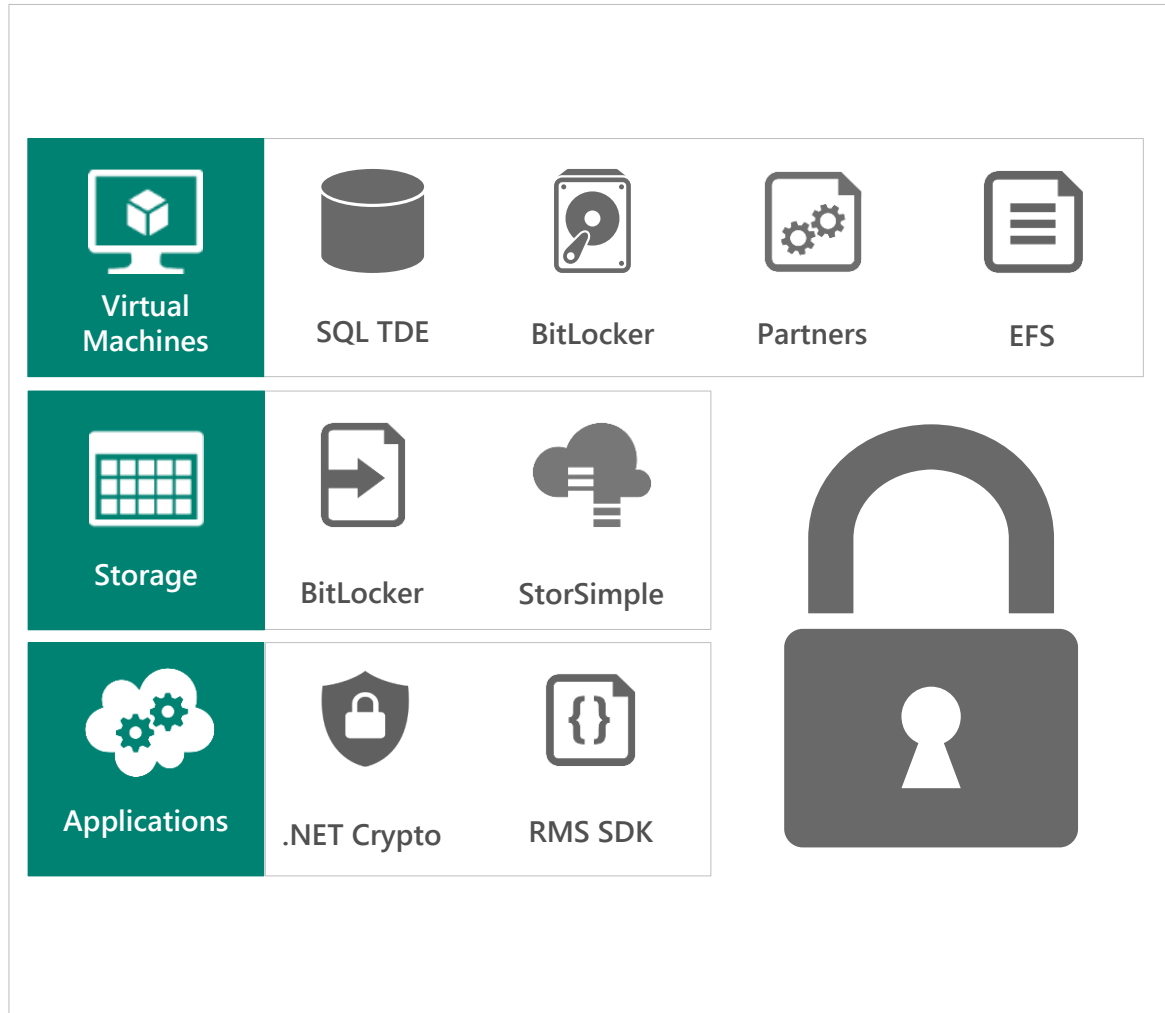 Virtual
Machines
SQL TDE
BitLocker
Partners
EFS
Storage
BitLocker
StorSimple
Applications
.NET Crypto
RMS SDK